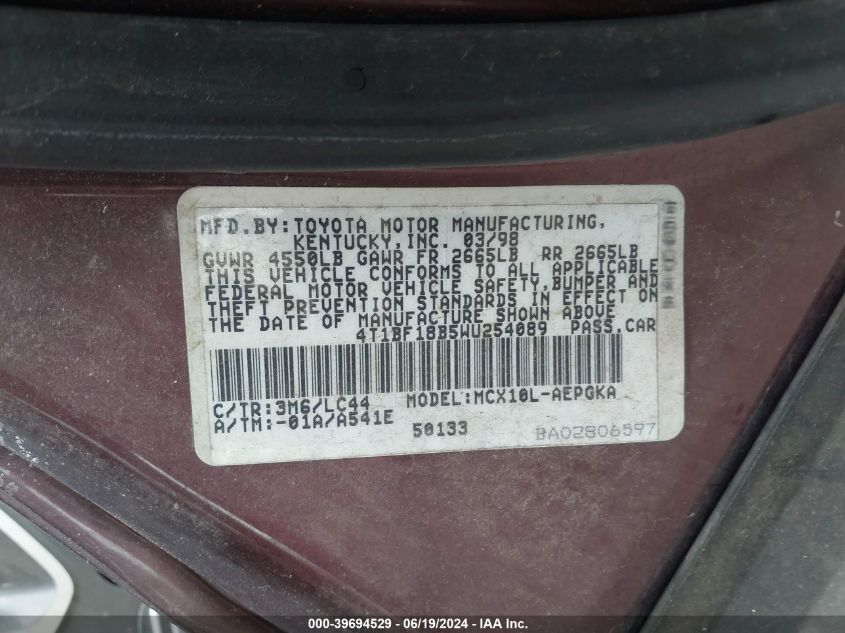 MFD.BY:TOYOTA MOTOR MANUFACTURING,
KENTUCKY,INC. 03/98
GVWR 4550LB GAWR FR 2665LB RR 2665LB
THIS VEHICLE CONFORMS TO ALL APPLICABLE
FEDERAL MOTOR VEHICLE SAFETY,BUMPER AND
THEFT PREVENTION STANDARDS IN EFFECT ON
THE DATE OF MANUFACTURE SHOWN ABOVE
4T1BF18B5WU254089 PASS.CAR
C/TR:3M6/LC44 MODEL:MCX10L-AEPGKA
A/TM:-01A/A541E 50133
BA02806597
000-39694529 - 06/19/2024 - IAA Inc.